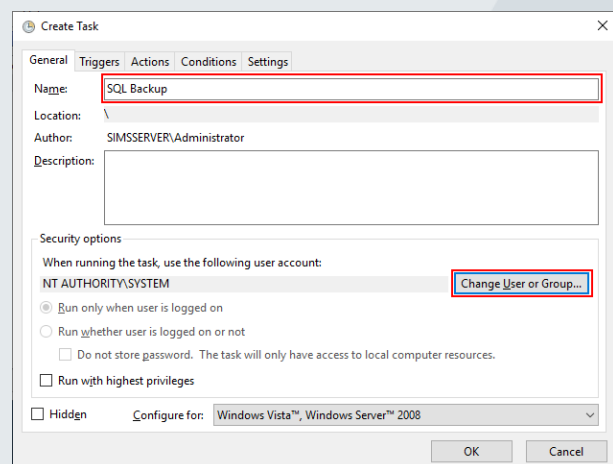 Create Task
General Triggers Actions Conditions Settings
Name: SQL Backup
Location: \
Author: SIMSSERVER\Administrator
Description:
Security options
When running the task, use the following user account:
NT AUTHORITY\SYSTEM Change User or Group...
Run only when user is logged on
Run whether user is logged on or not
Do not store password. The task will only have access to local computer resources.
Run with highest privileges
Hidden Configure for: Windows Vista™, Windows Server™ 2008
OK Cancel